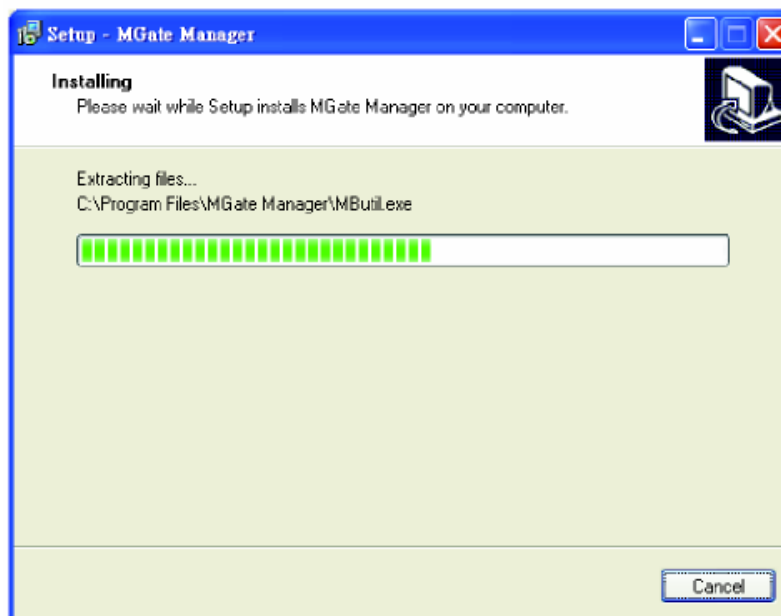 Setup - MGate Manager
Installing
Please wait while Setup installs MGate Manager on your computer.
Extracting files...
C:\Program Files\MGate Manager\MButil.exe
Cancel